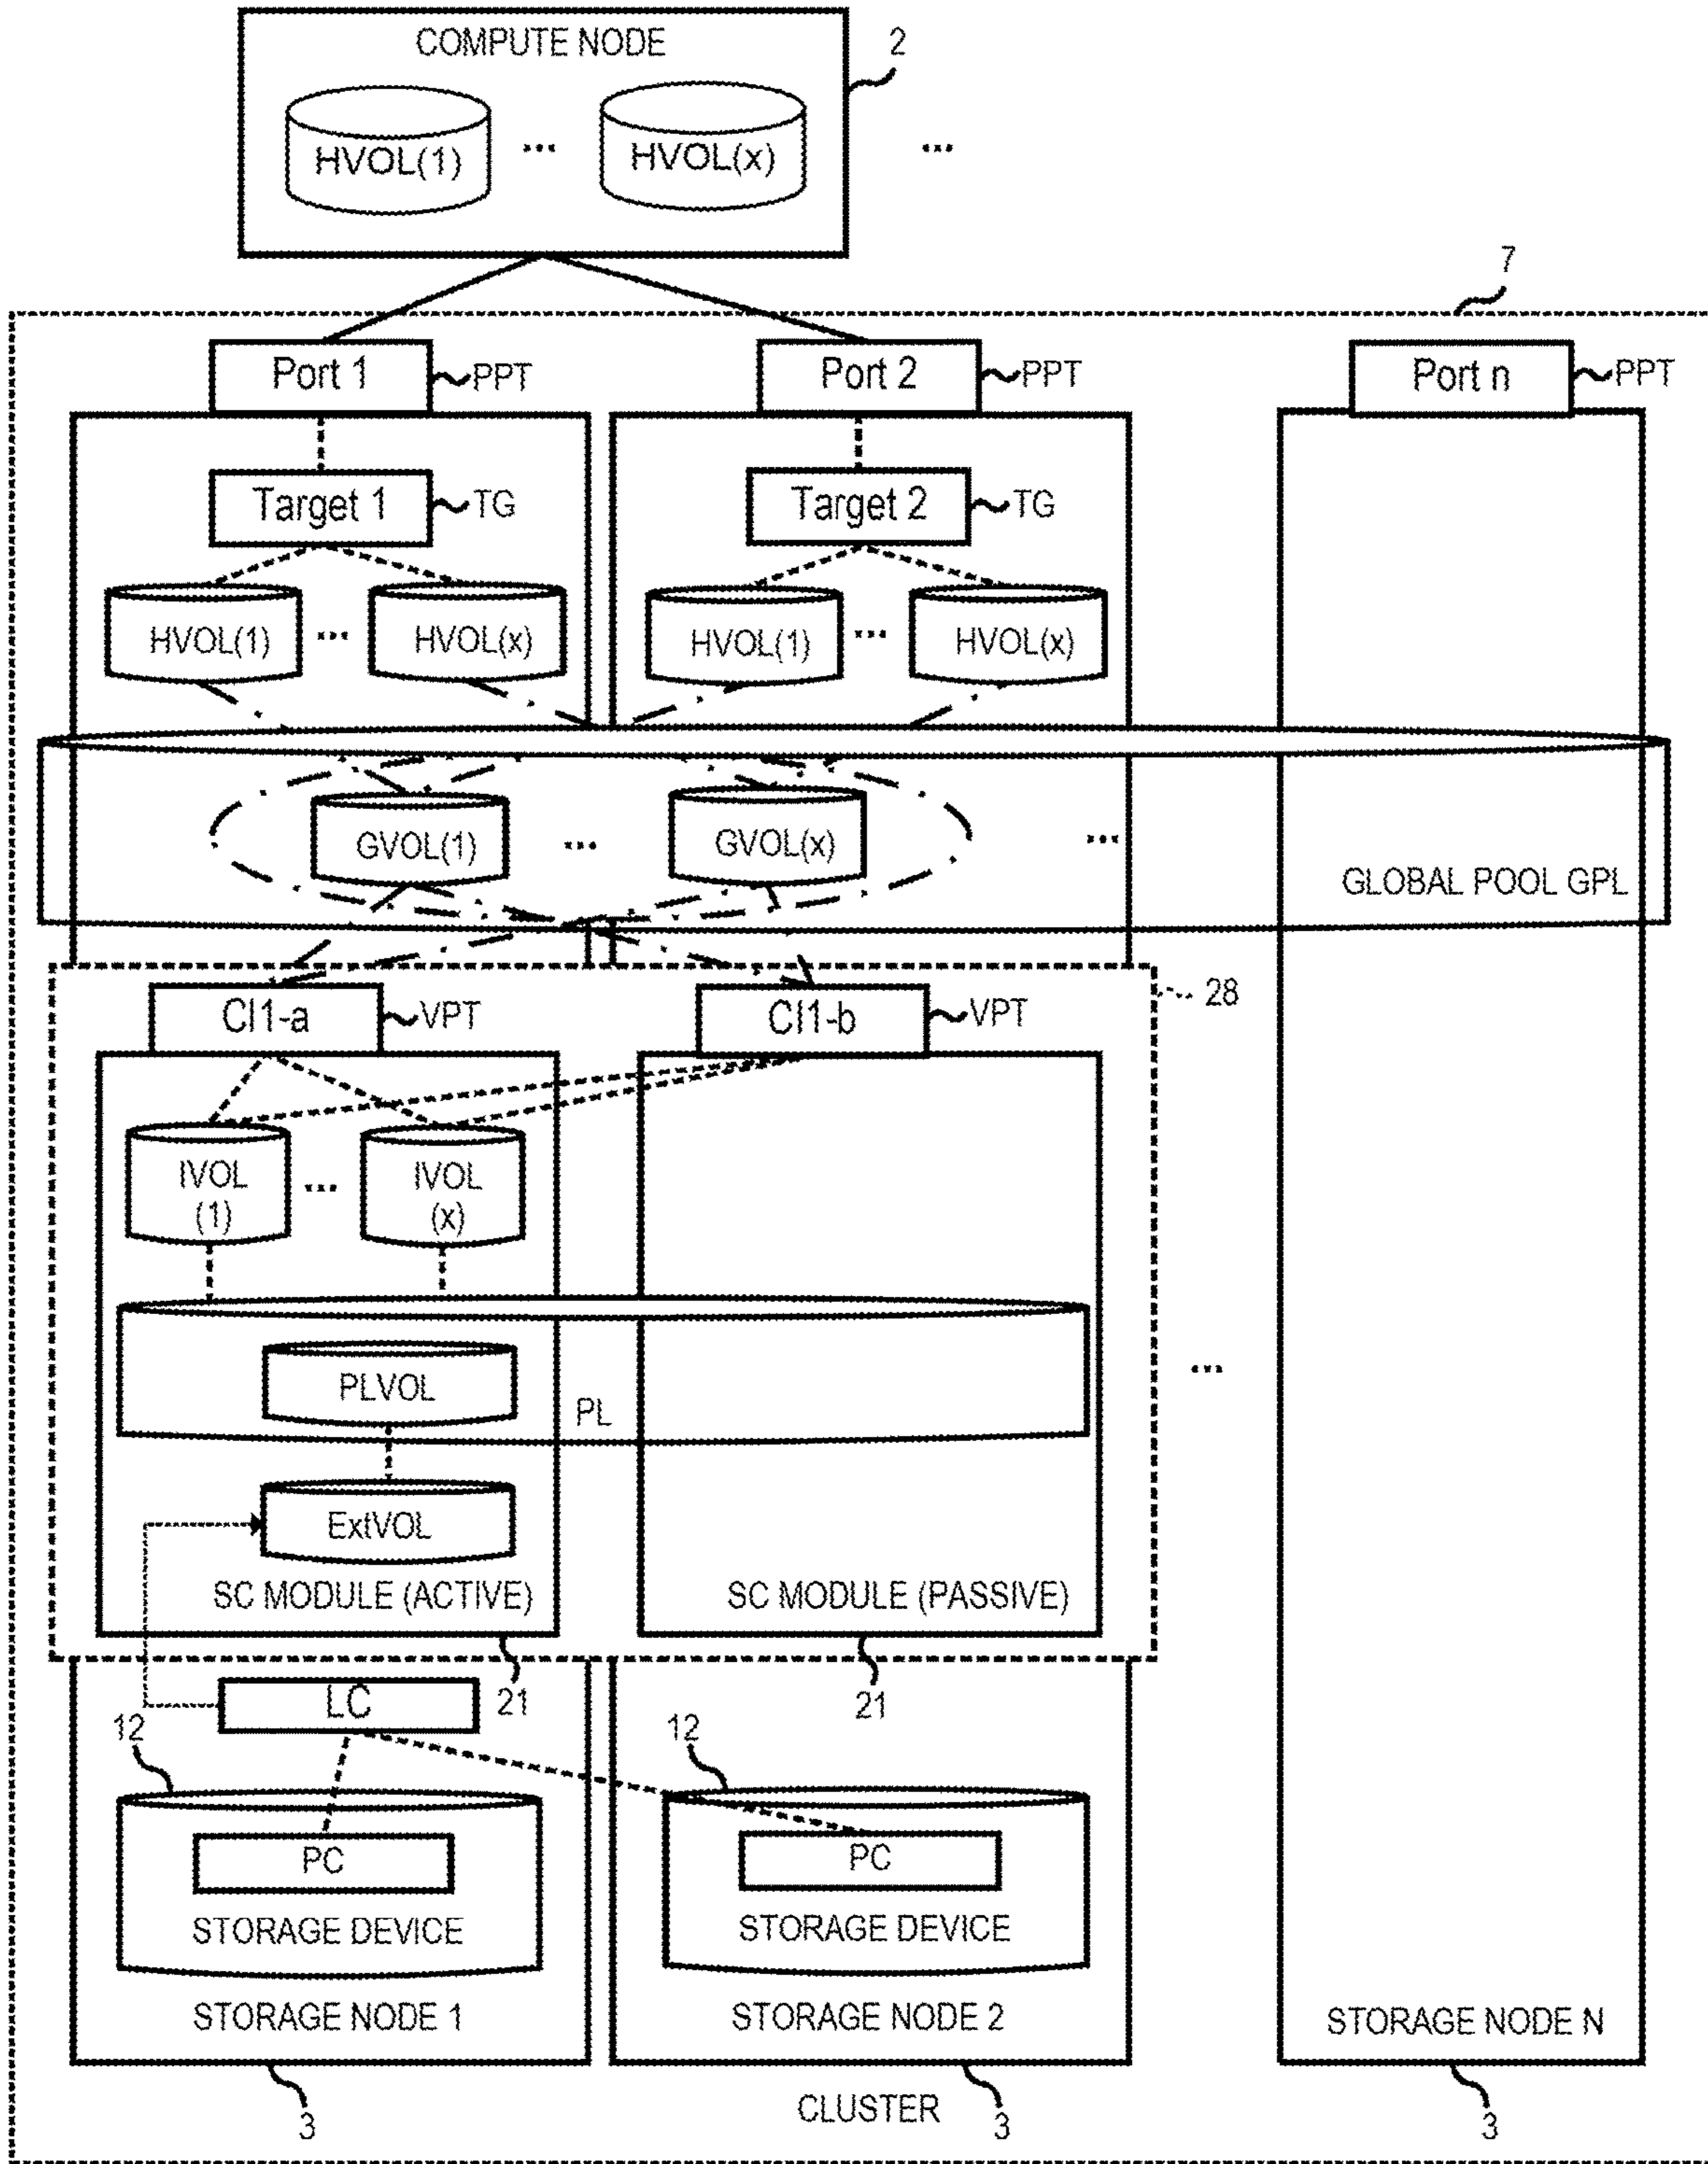 COMPUTE NODE
2
HVOL(1) ... HVOL(x) ...
7
Port 1 PPT Port 2 PPT Port n PPT
Target 1 TG Target 2 TG
HVOL(1) ... HVOL(x) HVOL(1) ... HVOL(x)
GVOL(1) ... GVOL(x) ...
GLOBAL POOL GPL
CI1-a VPT CI1-b VPT 28
IVOL (1) ... IVOL (x)
PLVOL
PL
...
ExtVOL
SC MODULE (ACTIVE) SC MODULE (PASSIVE)
21 21
LC
12 12
PC PC
STORAGE DEVICE STORAGE DEVICE
STORAGE NODE 1 STORAGE NODE 2 STORAGE NODE N
3 CLUSTER 3 3